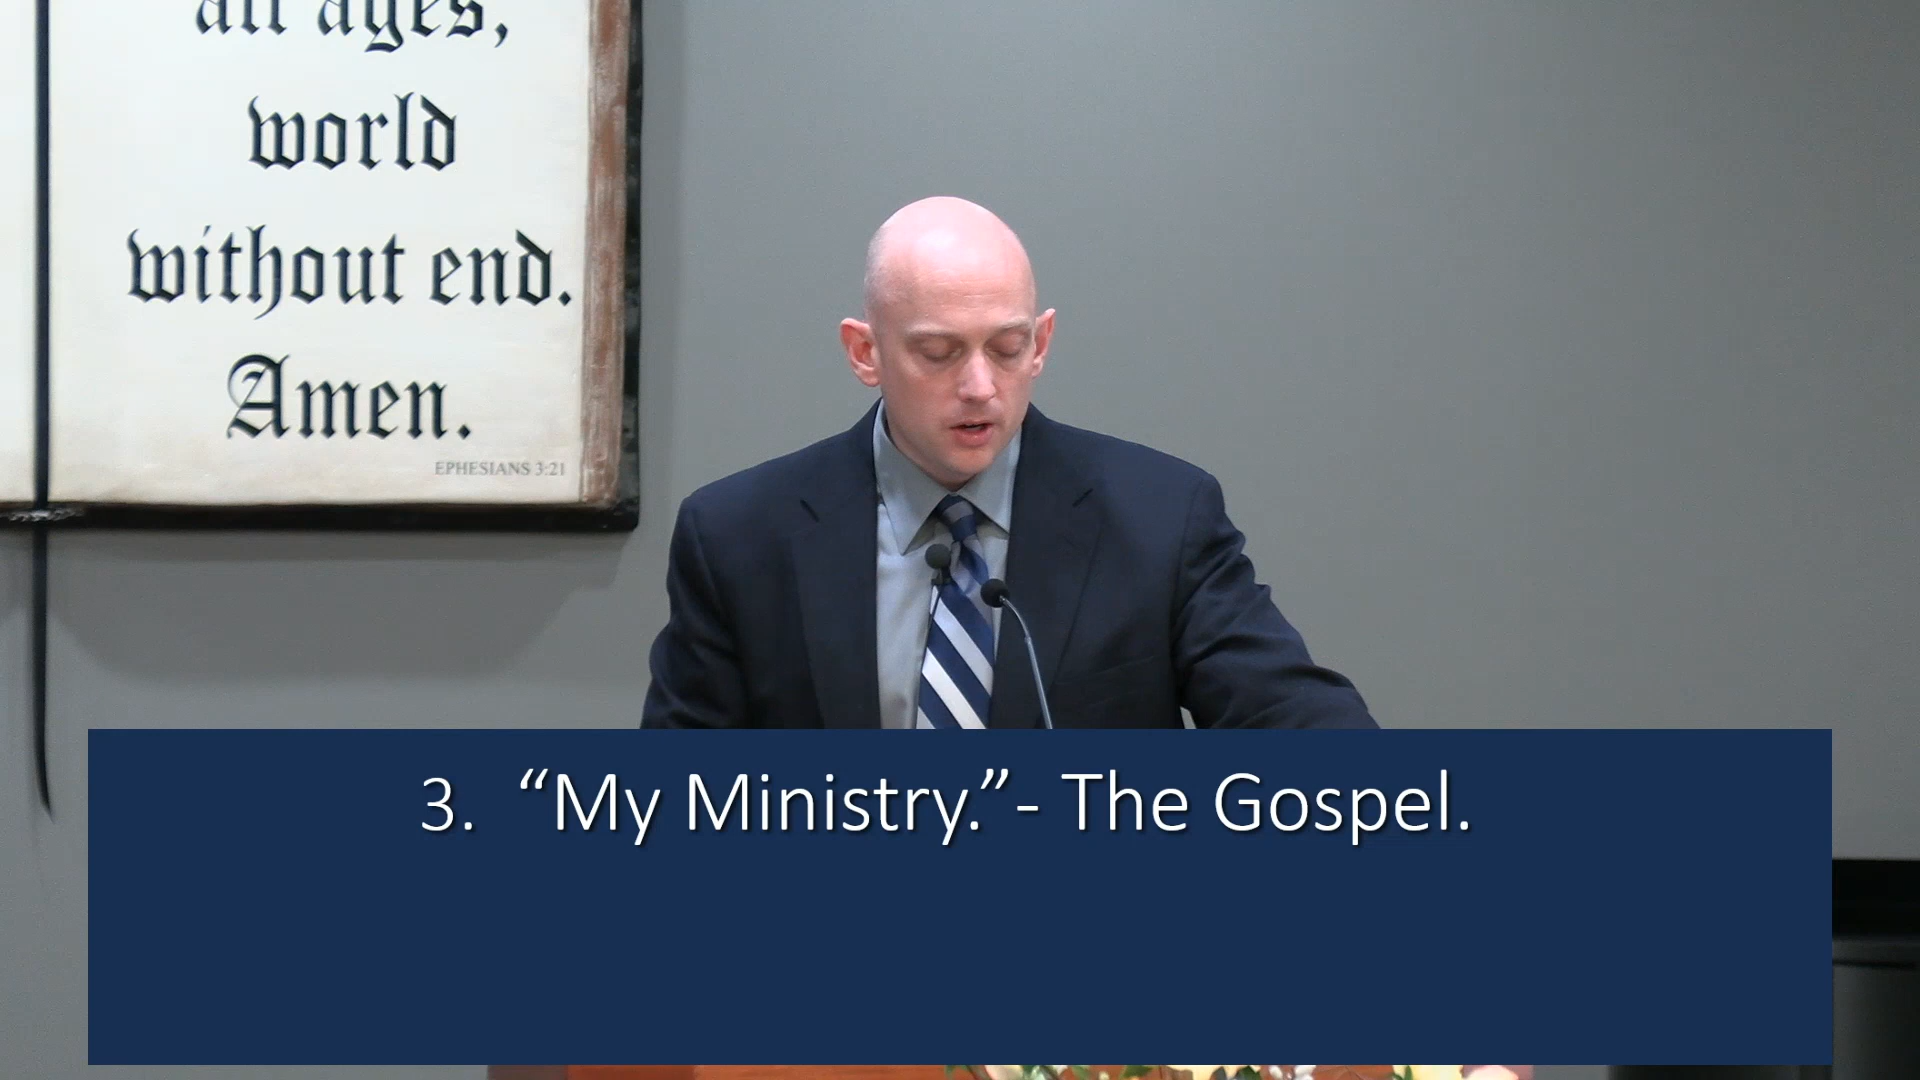 all ages,
world
without end.
Amen.
EPHESIANS 3:21
3. “My Ministry.”- The Gospel.